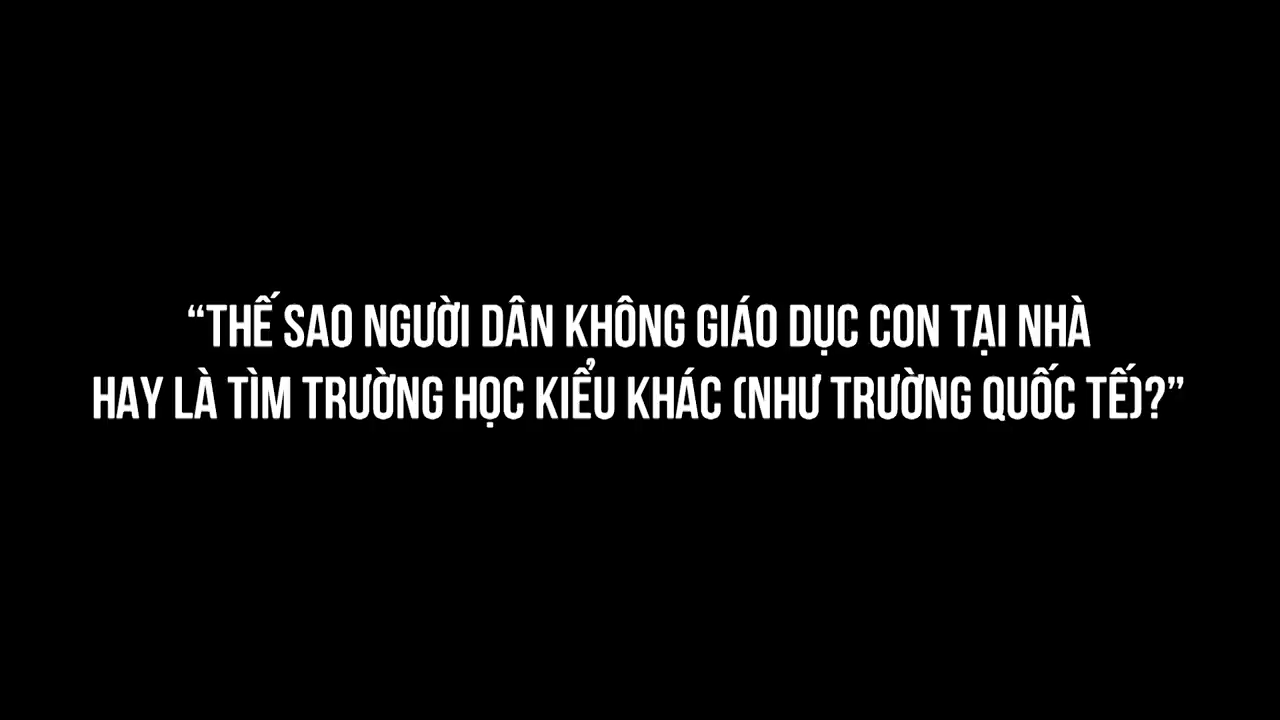 “THẾ SAO NGƯỜI DÂN KHÔNG GIÁO DỤC CON TẠI NHÀ
HAY LÀ TÌM TRƯỜNG HỌC KIỂU KHÁC (NHƯ TRƯỜNG QUỐC TẾ)?”